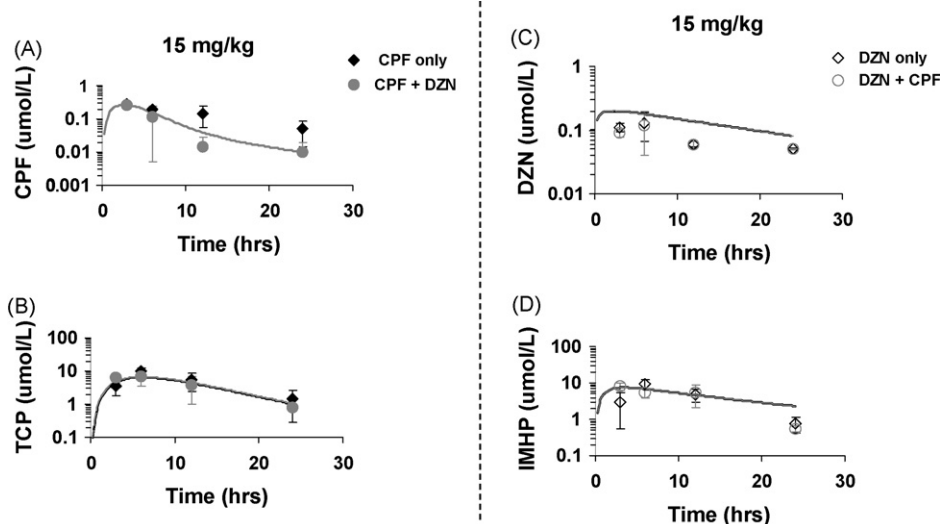 (A)
15 mg/kg
CPF only
CPF + DZN
CPF (umol/L)
1
0.1
0.01
0.001
0 10 20 30
Time (hrs)
(B)
TCP (umol/L)
100
10
1
0.1
0 10 20 30
Time (hrs)
(C)
15 mg/kg
DZN only
DZN + CPF
DZN (umol/L)
1
0.1
0.01
0 10 20 30
Time (hrs)
(D)
IMHP (umol/L)
100
10
1
0.1
0 10 20 30
Time (hrs)